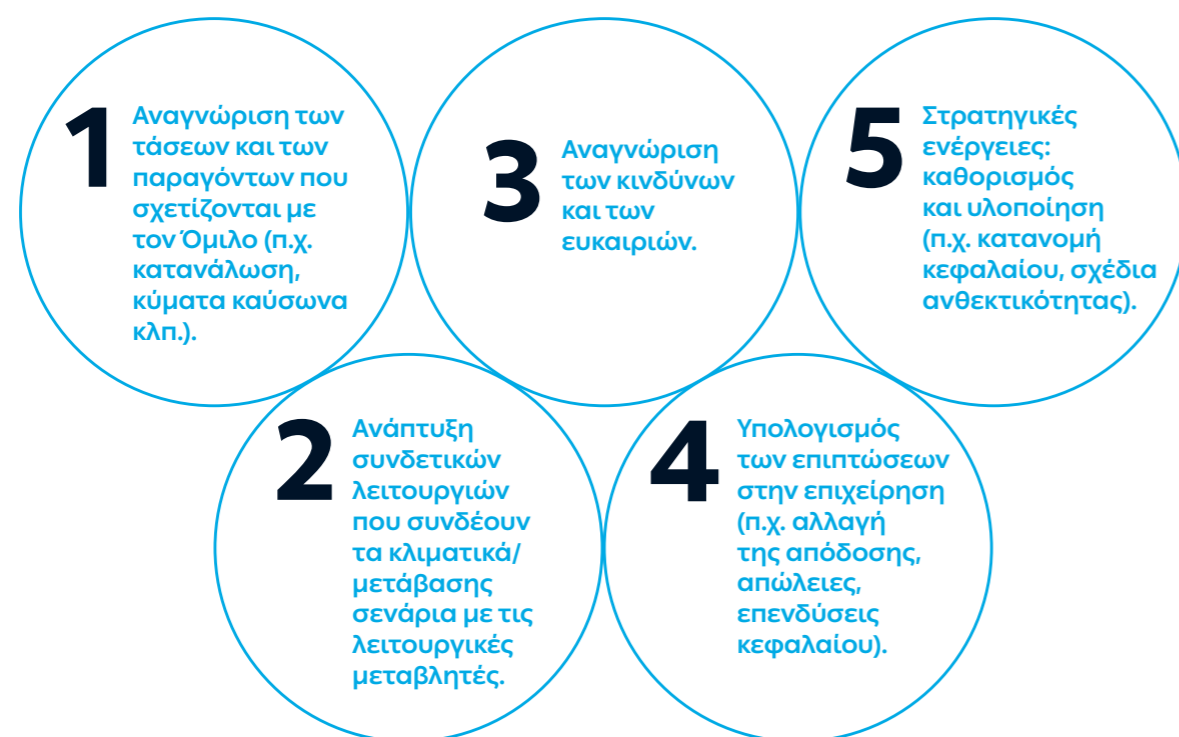 1
Αναγνώριση των
τάσεων και των
παραγόντων που
σχετίζονται με
τον Όμιλο (π.χ.
κατανάλωση,
κύματα καύσωνα
κλπ.).
2
Ανάπτυξη
συνδετικών
λειτουργιών
που συνδέουν
τα κλιματικά/
μετάβασης
σενάρια με τις
λειτουργικές
μεταβλητές.
3
Αναγνώριση
των κινδύνων
και των
ευκαιριών.
4
Υπολογισμός
των επιπτώσεων
στην επιχείρηση
(π.χ. αλλαγή
της απόδοσης,
απώλειες,
επενδύσεις
κεφαλαίου).
5
Στρατηγικές
ενέργειες:
καθορισμός
και υλοποίηση
(π.χ. κατανομή
κεφαλαίου, σχέδια
ανθεκτικότητας).